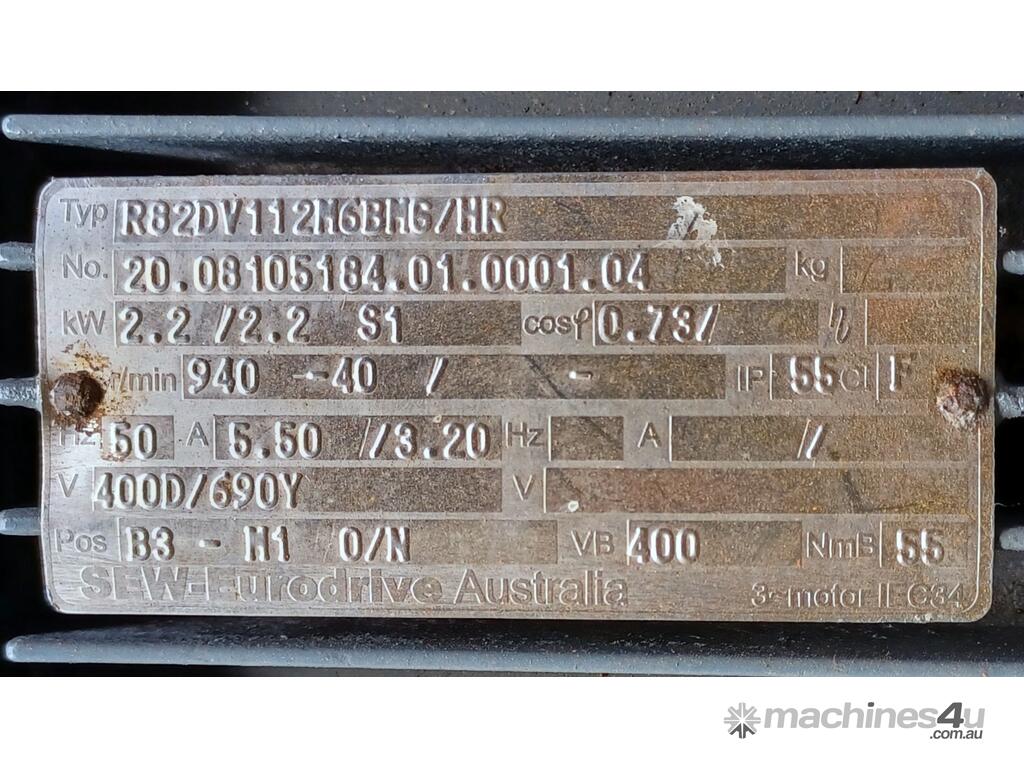 Typ R82DV112M6BMG/HR
No. 20.08105184.01.0001.04 kg
kW 2.2/2.2 S1 cosφ 0.73/
r/min 940 -40 / - IP 55 Cl F
Hz 50 A 5.50 /3.20 Hz A /
V 400D/690Y V
Pos B3 - M1 O/N VB 400 NmB 55
SEW-Eurodrive Australia 3~motor IEC34
machines4u
.com.au